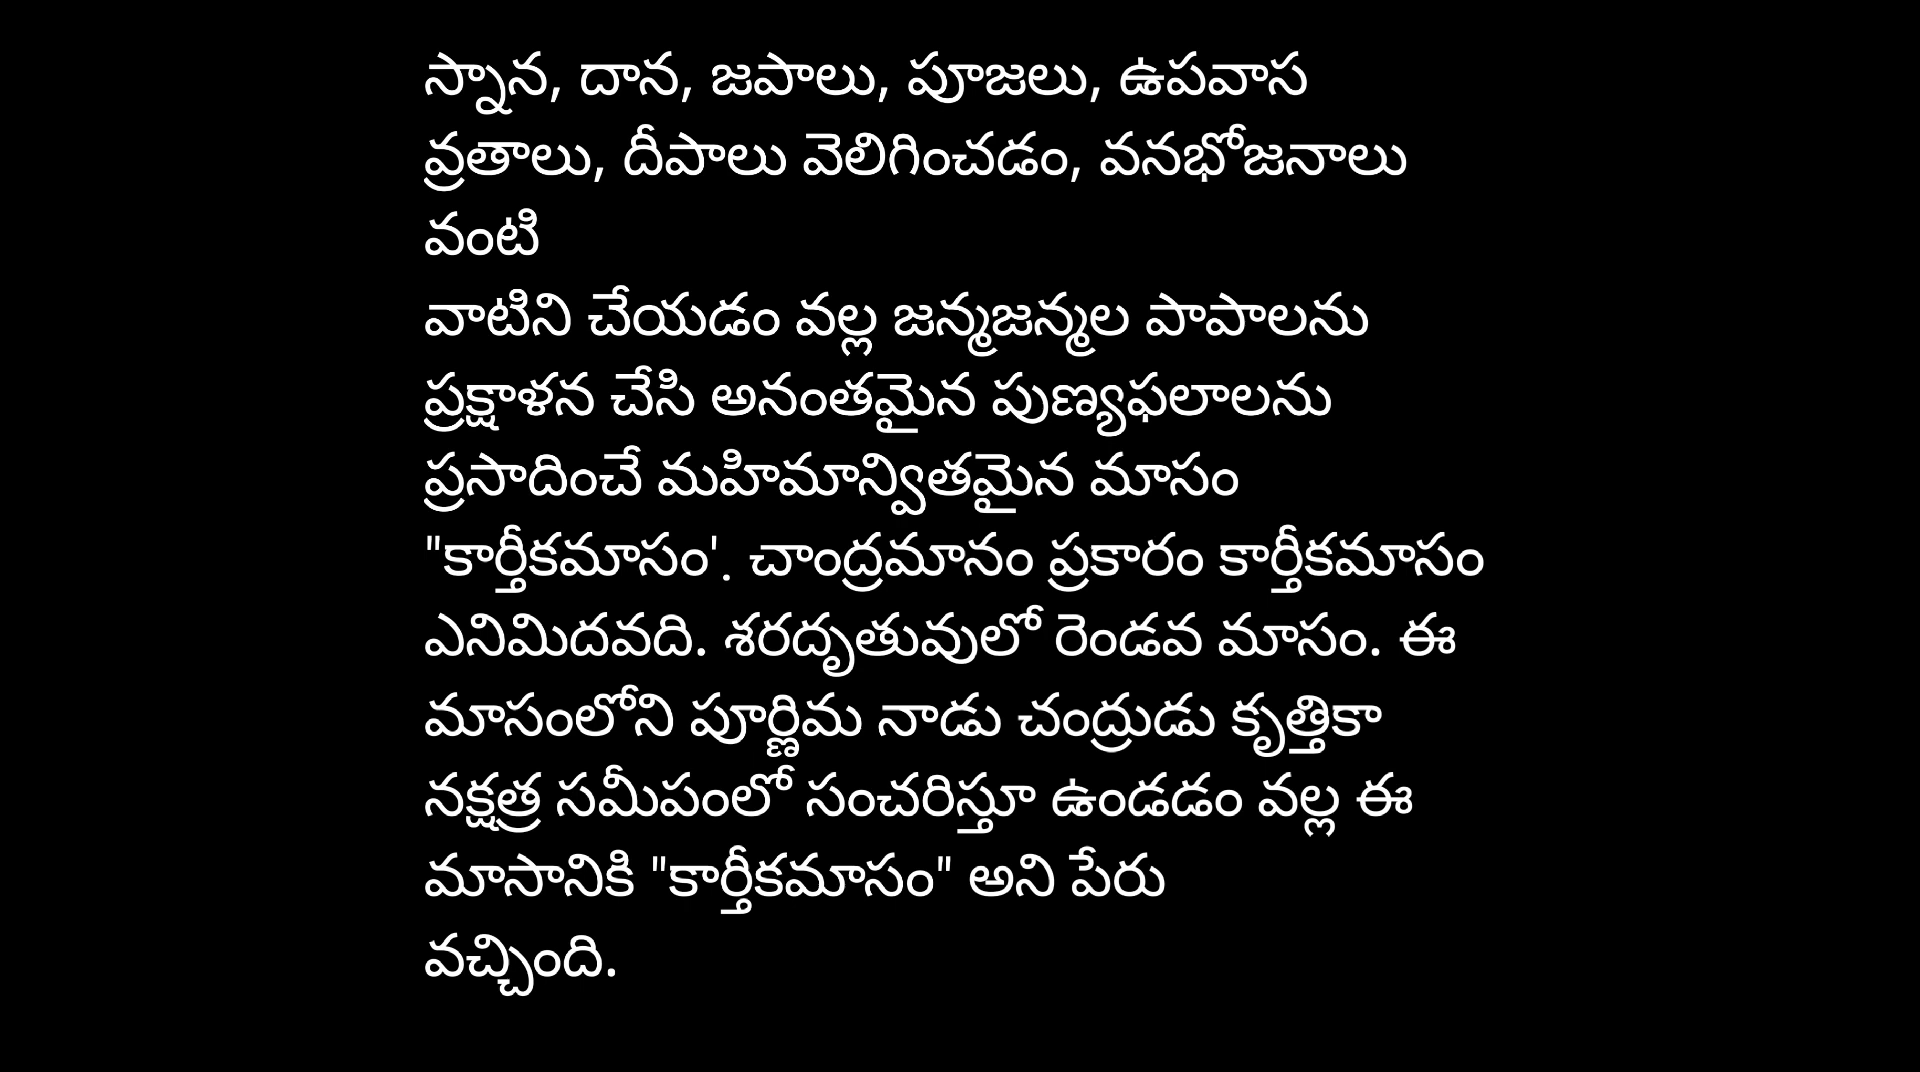 స్నాన, దాన, జపాలు, పూజలు, ఉపవాస
వ్రతాలు, దీపాలు వెలిగించడం, వనభోజనాలు
వంటి
వాటిని చేయడం వల్ల జన్మజన్మల పాపాలను
ప్రక్షాళన చేసి అనంతమైన పుణ్యఫలాలను
ప్రసాదించే మహిమాన్వితమైన మాసం
"కార్తీకమాసం'. చాంద్రమానం ప్రకారం కార్తీకమాసం
ఎనిమిదవది. శరదృతువులో రెండవ మాసం. ఈ
మాసంలోని పూర్ణిమ నాడు చంద్రుడు కృత్తికా
నక్షత్ర సమీపంలో సంచరిస్తూ ఉండడం వల్ల ఈ
మాసానికి "కార్తీకమాసం" అని పేరు
వచ్చింది.